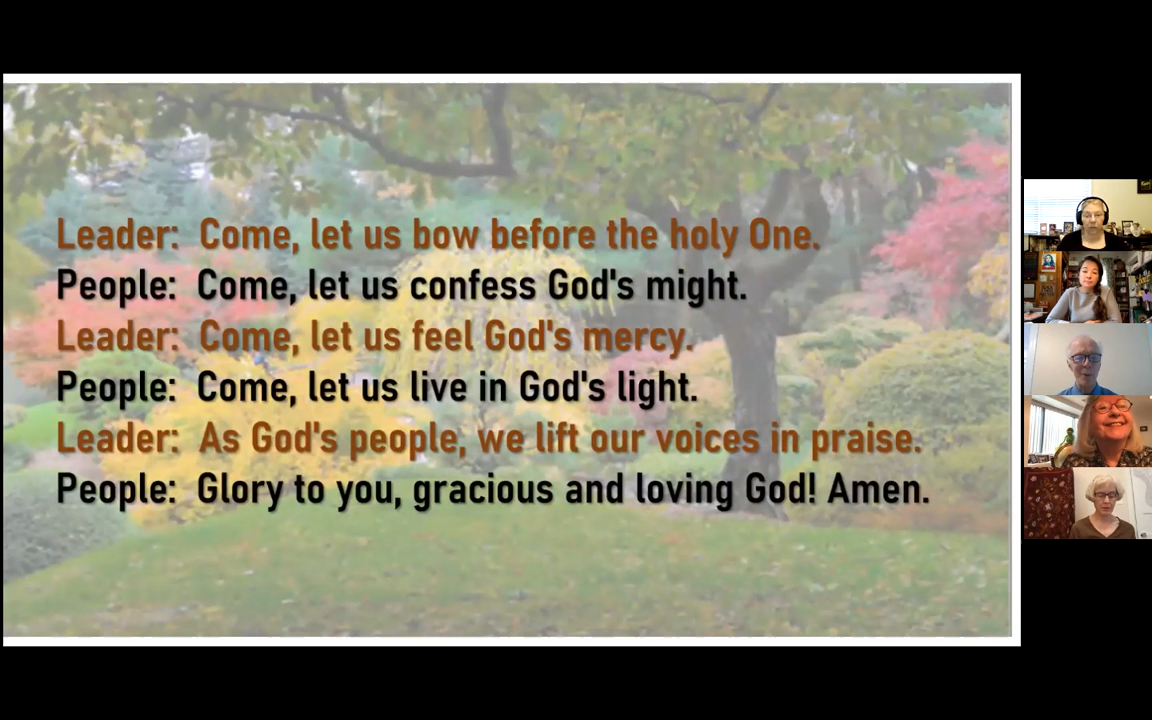 Leader: Come, let us bow before the holy One.
People: Come, let us confess God's might.
Leader: Come, let us feel God's mercy.
People: Come, let us live in God's light.
Leader: As God's people, we lift our voices in praise.
People: Glory to you, gracious and loving God! Amen.